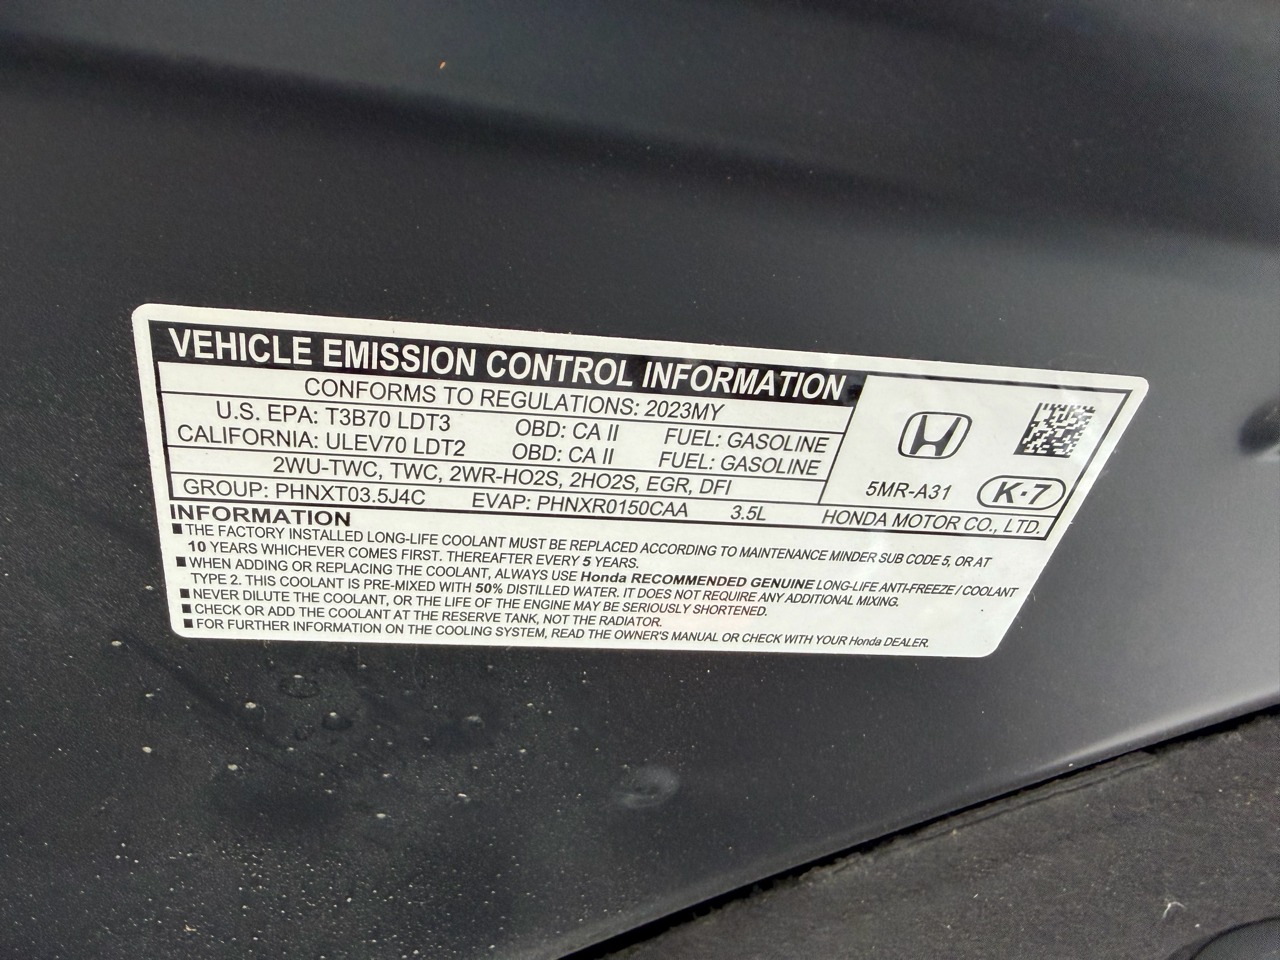 VEHICLE EMISSION CONTROL INFORMATION
CONFORMS TO REGULATIONS: 2023MY
U.S. EPA: T3B70 LDT3 OBD: CA II FUEL: GASOLINE
CALIFORNIA: ULEV70 LDT2 OBD: CA II FUEL: GASOLINE
2WU-TWC, TWC, 2WR-HO2S, 2HO2S, EGR, DFI
5MR-A31 K-7
GROUP: PHNXT03.5J4C EVAP: PHNXR0150CAA 3.5L HONDA MOTOR CO., LTD.
INFORMATION
■ THE FACTORY INSTALLED LONG-LIFE COOLANT MUST BE REPLACED ACCORDING TO MAINTENANCE MINDER SUB CODE 5, OR AT
10 YEARS WHICHEVER COMES FIRST. THEREAFTER EVERY 5 YEARS.
■ WHEN ADDING OR REPLACING THE COOLANT, ALWAYS USE Honda RECOMMENDED GENUINE LONG-LIFE ANTI-FREEZE / COOLANT
TYPE 2. THIS COOLANT IS PRE-MIXED WITH 50% DISTILLED WATER. IT DOES NOT REQUIRE ANY ADDITIONAL MIXING.
■ NEVER DILUTE THE COOLANT, OR THE LIFE OF THE ENGINE MAY BE SERIOUSLY SHORTENED.
■ CHECK OR ADD THE COOLANT AT THE RESERVE TANK, NOT THE RADIATOR.
■ FOR FURTHER INFORMATION ON THE COOLING SYSTEM, READ THE OWNER'S MANUAL OR CHECK WITH YOUR Honda DEALER.